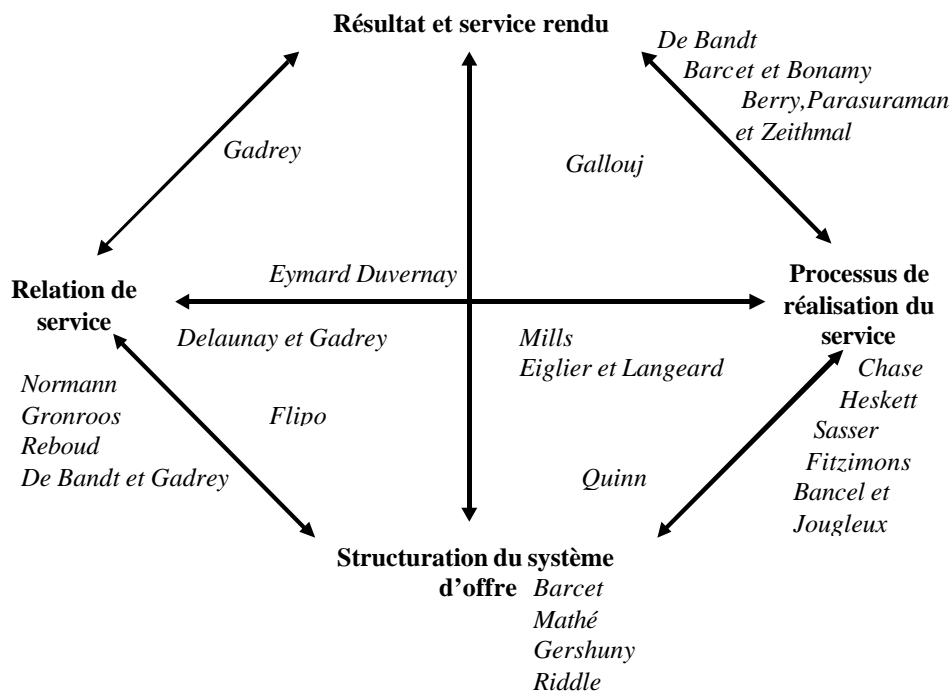 Résultat et service rendu
De Bandt
Barcet et Bonamy
Berry,Parasuraman
et Zeithmal
Gadrey
Gallouj
Eymard Duvernay
Relation de
service
Processus de
réalisation du
service
Delaunay et Gadrey
Mills
Eiglier et Langeard
Normann
Gronroos
Reboud
De Bandt et Gadrey
Flipo
Chase
Heskett
Sasser
Fitzimons
Bancel et
Jougleux
Quinn
Structuration du système
d’offre
Barcet
Mathé
Gershuny
Riddle